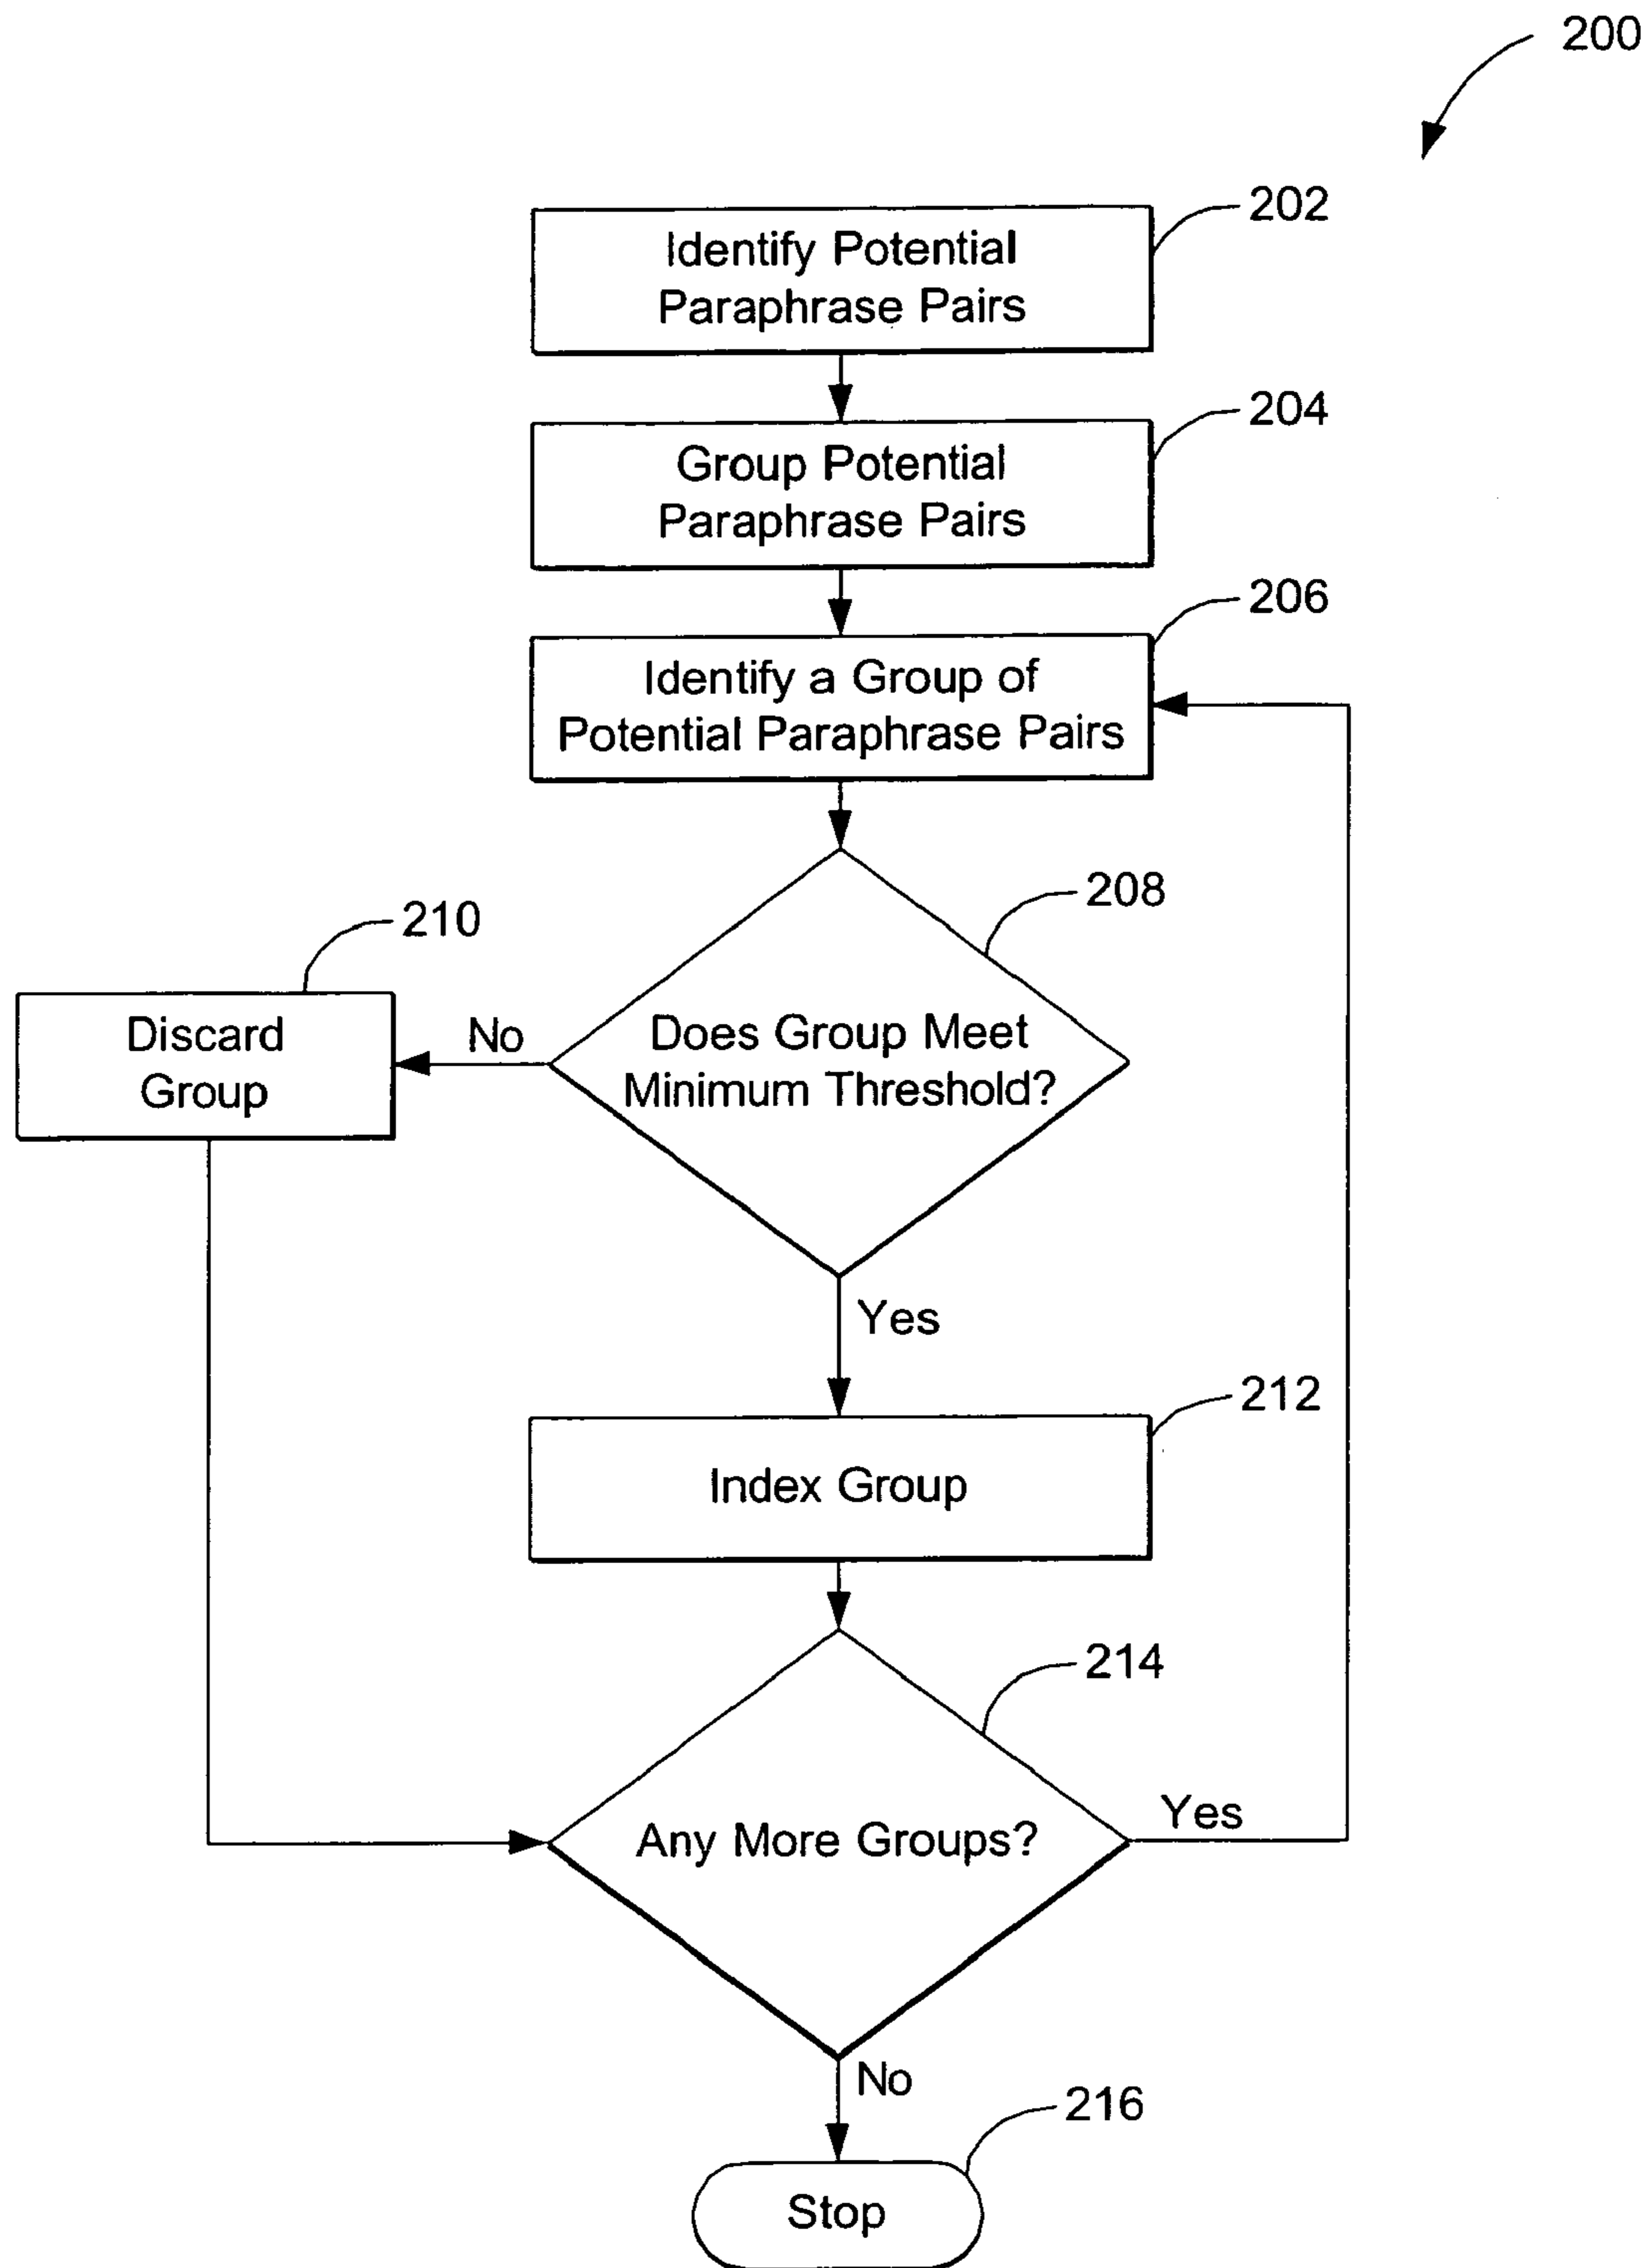 200
202
Identify Potential
Paraphrase Pairs
204
Group Potential
Paraphrase Pairs
206
Identify a Group of
Potential Paraphrase Pairs
208
210
Does Group Meet
Minimum Threshold?
No
Discard
Group
Yes
212
Index Group
214
Any More Groups?
Yes
No
216
Stop